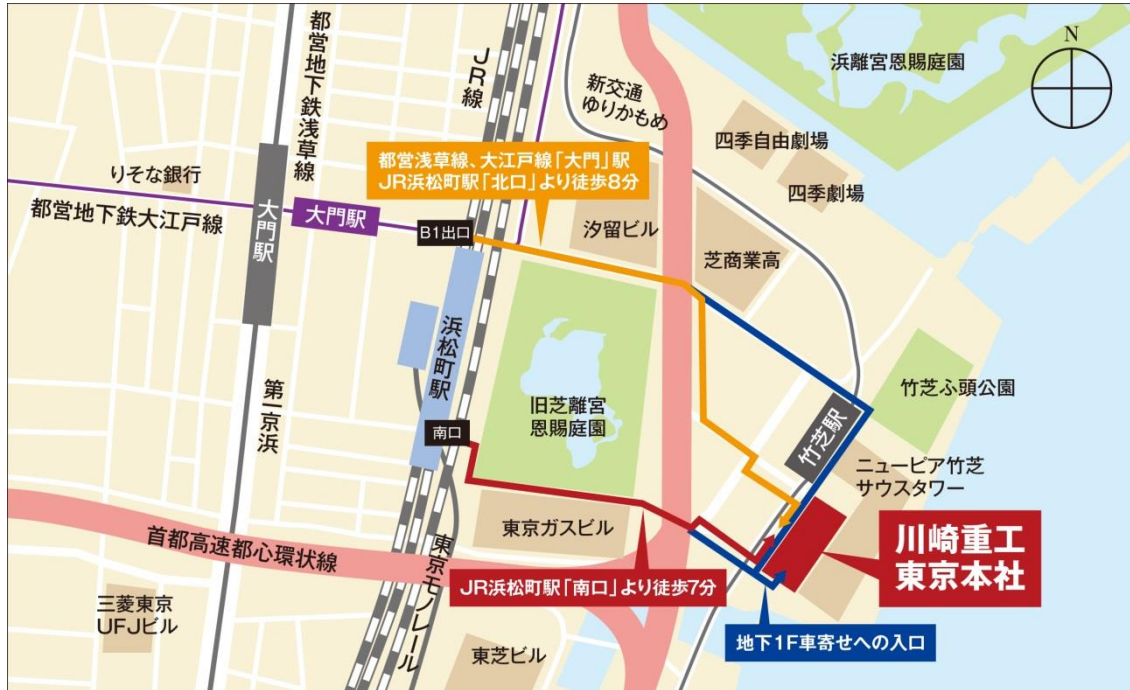 都営地下鉄浅草線
JR線
新交通
ゆりかもめ
浜離宮恩賜庭園
N
四季自由劇場
四季劇場
都営浅草線、大江戸線「大門」駅
JR浜松町駅「北口」より徒歩8分
りそな銀行
都営地下鉄大江戸線
大門駅
大門駅
B1出口
汐留ビル
芝商業高
浜松町駅
第一京浜
旧芝離宮
恩賜庭園
南口
竹芝ふ頭公園
竹芝駅
ニューピア竹芝
サウスタワー
東京ガスビル
首都高速都心環状線
東京モノレール
川崎重工
東京本社
JR浜松町駅「南口」より徒歩7分
三菱東京
UFJビル
東芝ビル
地下1F車寄せへの入口